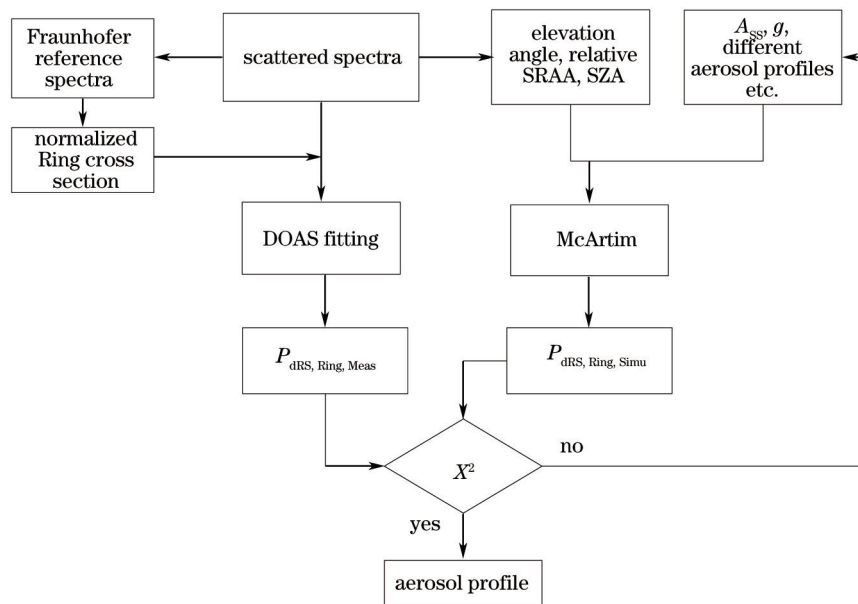 Fraunhofer
reference
spectra
scattered spectra
elevation
angle, relative
SRAA, SZA
A_SS, g,
different
aerosol profiles
etc.
normalized
Ring cross
section
DOAS fitting
McArtim
P_dRS, Ring, Meas
P_dRS, Ring, Simu
X²
no
yes
aerosol profile